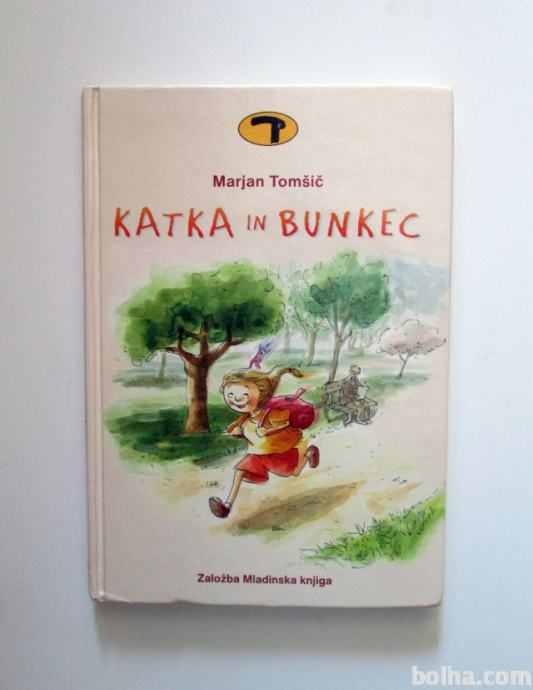 Marjan Tomšič
KATKA IN BUNKEC
Založba Mladinska knjiga
bolha.com